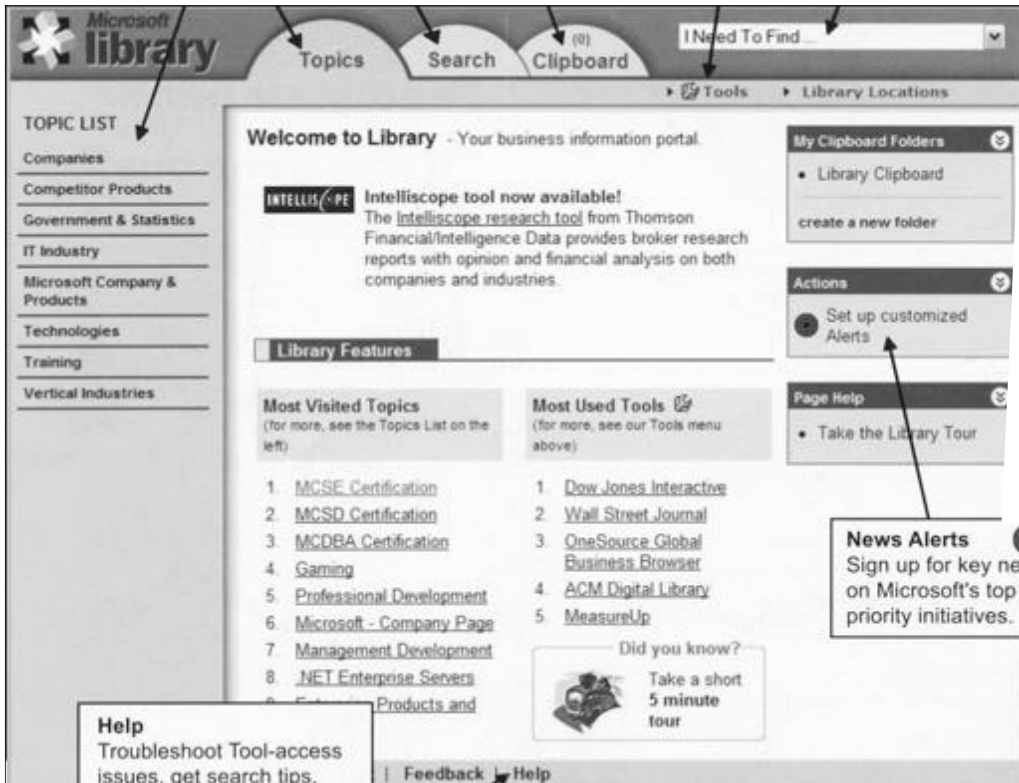 Microsoft
library
Topics
Search
(0)
Clipboard
I Need To Find ...
Tools
Library Locations
TOPIC LIST
Companies
Competitor Products
Government & Statistics
IT Industry
Microsoft Company &
Products
Technologies
Training
Vertical Industries
Welcome to Library - Your business information portal.
INTELLISCOPE
Intelliscope tool now available!
The Intelliscope research tool from Thomson
Financial/Intelligence Data provides broker research
reports with opinion and financial analysis on both
companies and industries.
Library Features
Most Visited Topics
(for more, see the Topics List on the
left)
1. MCSE Certification
2. MCSD Certification
3. MCDBA Certification
4. Gaming
5. Professional Development
6. Microsoft - Company Page
7. Management Development
8. .NET Enterprise Servers
Products and
Most Used Tools
(for more, see our Tools menu
above)
1. Dow Jones Interactive
2. Wall Street Journal
3. OneSource Global
Business Browser
4. ACM Digital Library
5. MeasureUp
Did you know?
Take a short
5 minute
tour
My Clipboard Folders
• Library Clipboard
create a new folder
Actions
Set up customized
Alerts
Page Help
• Take the Library Tour
News Alerts
Sign up for key ne
on Microsoft's top
priority initiatives.
Help
Troubleshoot Tool-access
issues, get search tips,
| Feedback | Help